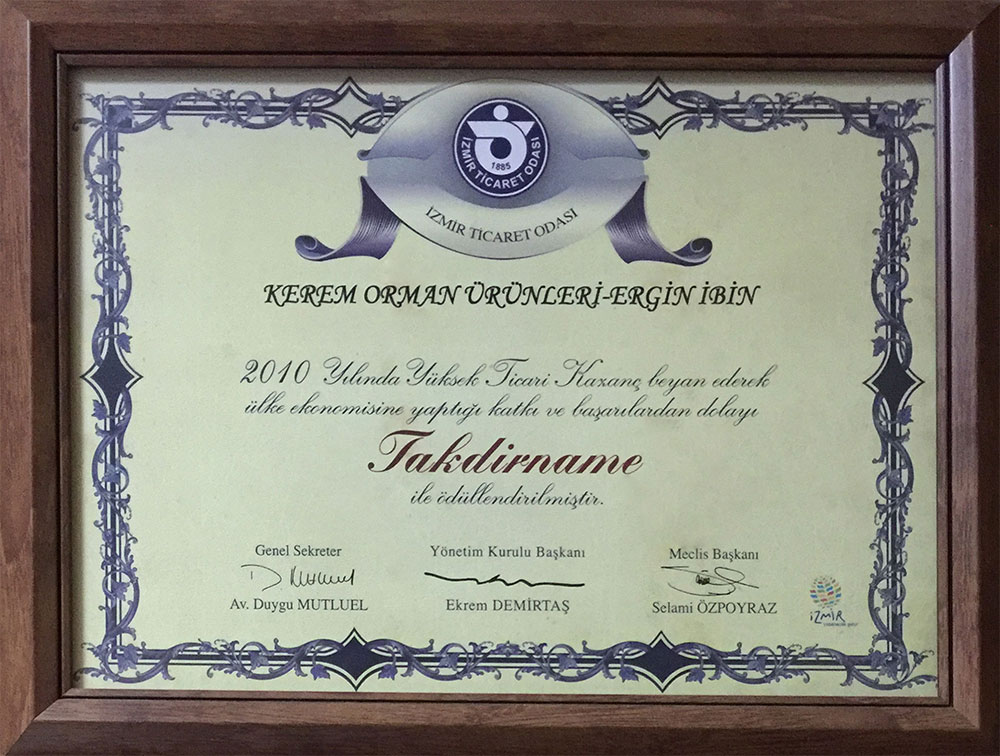 1885
İZMİR TİCARET ODASI
İZMİR TİCARET ODASI
KEREM ORMAN ÜRÜNLERİ-ERGİN İBİN
2010 Yılında Yüksek Ticari Kazanç beyan ederek
ülke ekonomisine yaptığı katkı ve başarılardan dolayı
Takdirname
ile ödüllendirilmiştir.
Genel Sekreter Yönetim Kurulu Başkanı Meclis Başkanı
Av. Duygu MUTLUEL Ekrem DEMİRTAŞ Selami ÖZPOYRAZ
İZMİR